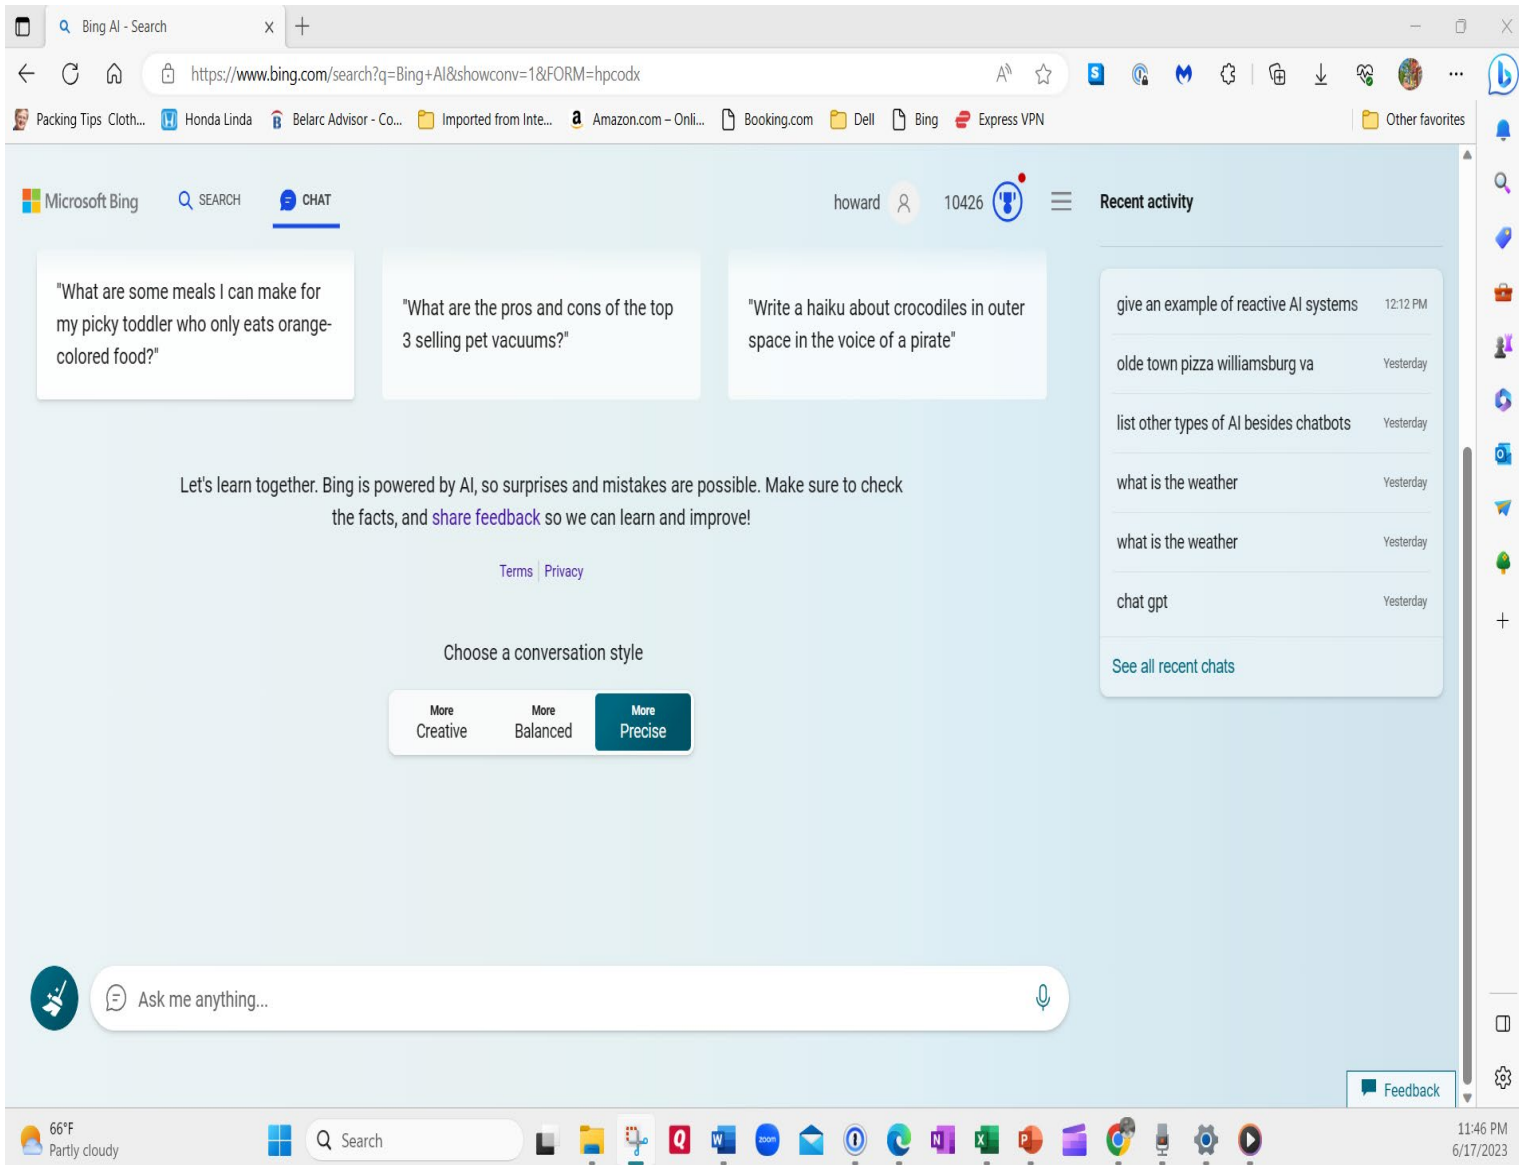 Bing AI - Search
https://www.bing.com/search?q=Bing+AI&showconv=1&FORM=hpcodx
Packing Tips Cloth... Honda Linda Belarc Advisor - Co... Imported from Inte... Amazon.com – Onli... Booking.com Dell Bing Express VPN Other favorites
Microsoft Bing SEARCH CHAT howard 10426 Recent activity
"What are some meals I can make for
my picky toddler who only eats orange-
colored food?"
"What are the pros and cons of the top
3 selling pet vacuums?"
"Write a haiku about crocodiles in outer
space in the voice of a pirate"
give an example of reactive AI systems 12:12 PM
olde town pizza williamsburg va Yesterday
list other types of AI besides chatbots Yesterday
what is the weather Yesterday
what is the weather Yesterday
chat gpt Yesterday
See all recent chats
Let's learn together. Bing is powered by AI, so surprises and mistakes are possible. Make sure to check
the facts, and share feedback so we can learn and improve!
Terms Privacy
Choose a conversation style
More Creative
More Balanced
More Precise
Ask me anything...
Feedback
66°F
Partly cloudy
Search
zoom
11:46 PM
6/17/2023